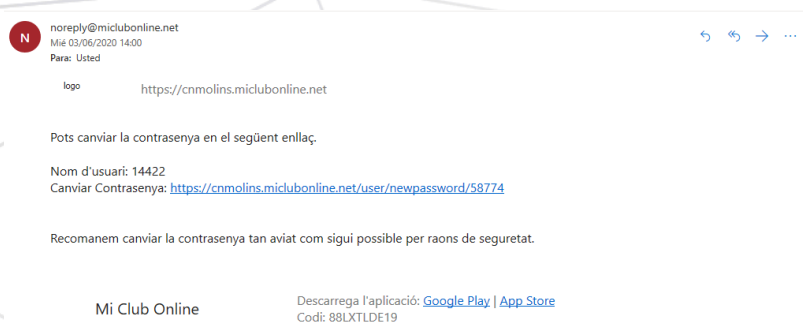 N
noreply@miclubonline.net
Mié 03/06/2020 14:00
Para: Usted
logo
https://cnmolins.miclubonline.net
Pots canviar la contrasenya en el següent enllaç.
Nom d'usuari: 14422
Canviar Contrasenya: https://cnmolins.miclubonline.net/user/newpassword/58774
Recomanem canviar la contrasenya tan aviat com sigui possible per raons de seguretat.
Mi Club Online
Descarrega l'aplicació: Google Play | App Store
Codi: 88LXTLDE19